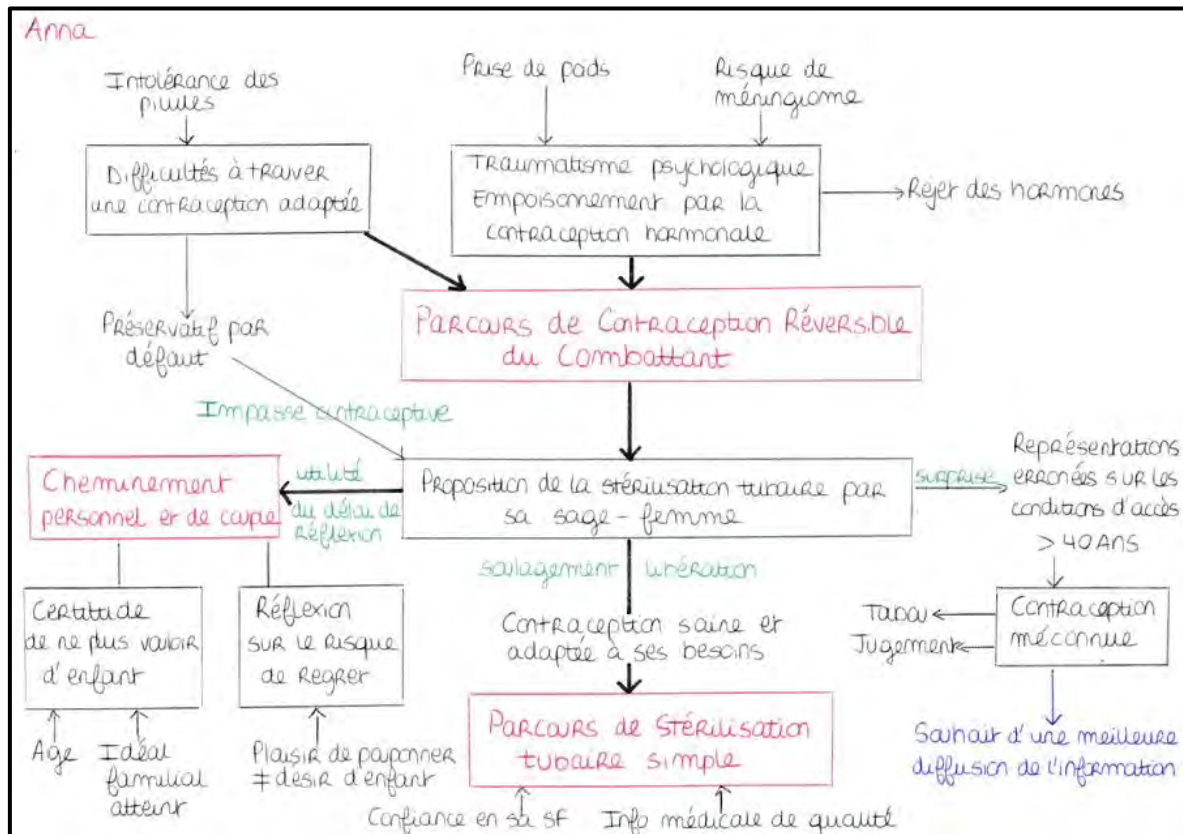 Anna
Intolérance des
pilules
Prise de poids
Risque de
méningiome
Difficultés à trouver
une contraception adaptée
Traumatisme psychologique
Empoisonnement par la
contraception hormonale
Rejet des hormones
Préservatif par
défaut
Parcours de Contraception Réversible
du Combattant
Impasse contraceptive
Cheminement
personnel et de couple
utilité
du délai de
réflexion
Proposition de la stérilisation tubaire par
sa sage-femme
surprise
Représentations
erronées sur les
conditions d'accès
> 40 ANS
soulagement
libération
Certitude
de ne plus vouloir
d'enfant
Réflexion
sur le risque
de regret
Contraception saine et
adaptée à ses besoins
Tabou
Jugement
Contraception
méconnue
Parcours de Stérilisation
tubaire simple
Souhait d'une meilleure
diffusion de l'information
Age
Idéal
familial
atteint
Plaisir de pouponner
≠ désir d'enfant
Confiance en sa SF
Info médicale de qualité